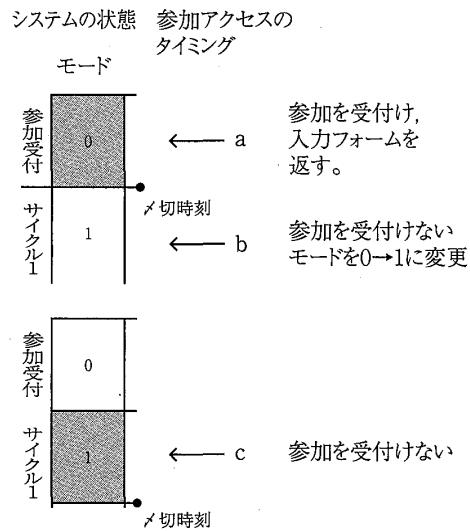 システムの状態 参加アクセスの
タイミング
モード
参加受付
0
← a
参加を受付け,
入力フォームを
返す。
〆切時刻
サイクル1
1
← b
参加を受付けない
モードを0→1に変更
参加受付
0
サイクル1
1
← c
参加を受付けない
〆切時刻